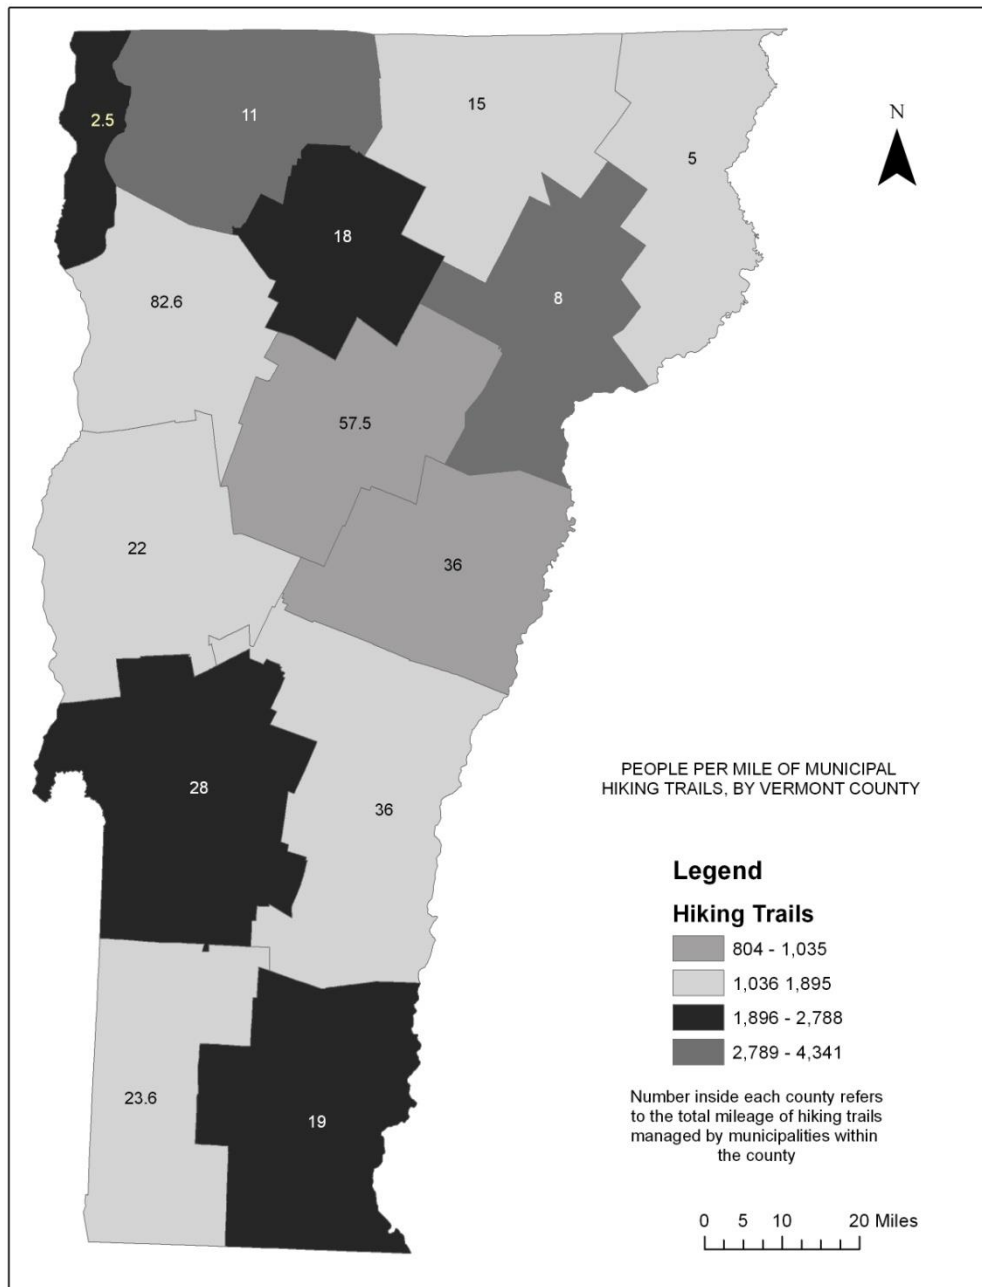 2.5
11
15
5
N
18
82.6
8
57.5
22
36
28
36
PEOPLE PER MILE OF MUNICIPAL
HIKING TRAILS, BY VERMONT COUNTY
Legend
Hiking Trails
804 - 1,035
1,036 1,895
1,896 - 2,788
2,789 - 4,341
23.6
19
Number inside each county refers
to the total mileage of hiking trails
managed by municipalities within
the county
0 5 10 20 Miles